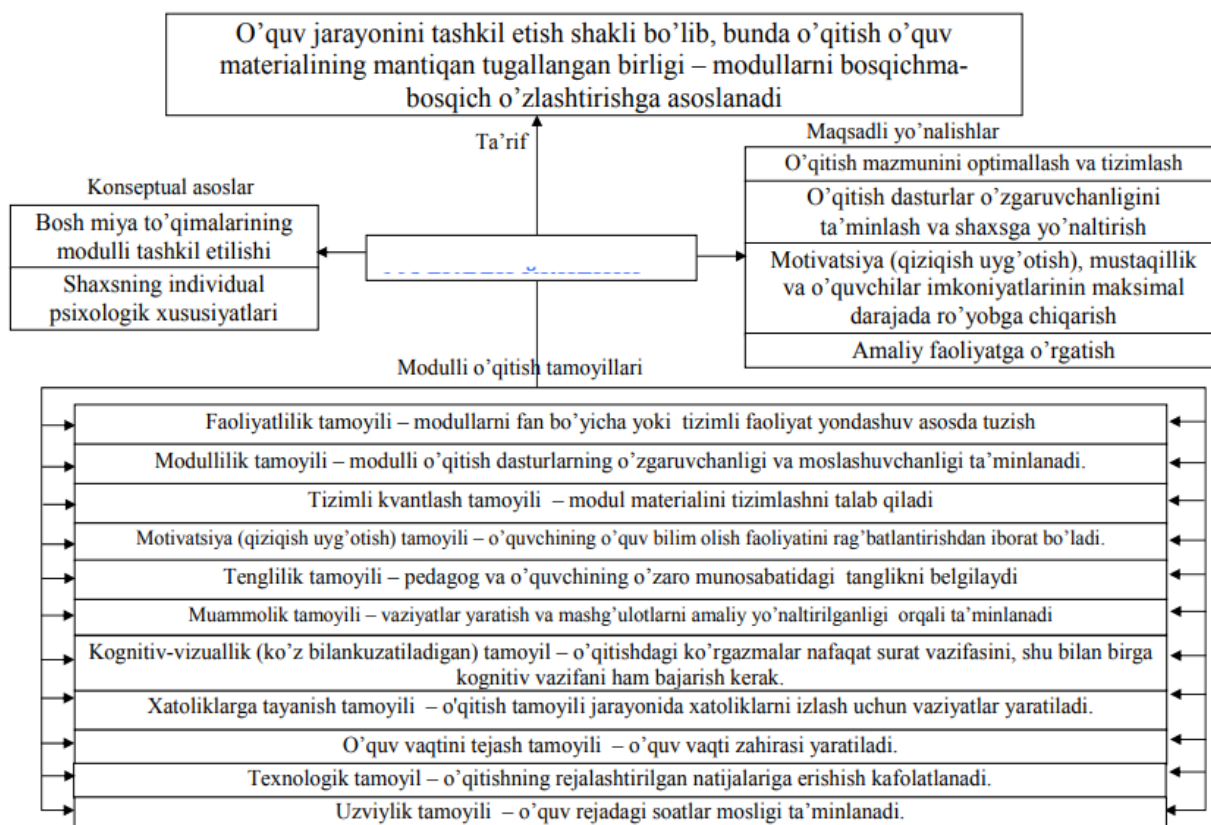 O’quv jarayonini tashkil etish shakli bo’lib, bunda o’qitish o’quv
materialining mantiqan tugallangan birligi – modullarni bosqichma-
bosqich o’zlashtirishga asoslanadi
Ta’rif
Maqsadli yo’nalishlar
O’qitish mazmunini optimallash va tizimlash
O’qitish dasturlar o’zgaruvchanligini
ta’minlash va shaxsga yo’naltirish
Motivatsiya (qiziqish uyg’otish), mustaqillik
va o’quvchilar imkoniyatlarinin maksimal
darajada ro’yobga chiqarish
Amaliy faoliyatga o’rgatish
Konseptual asoslar
Bosh miya to’qimalarining
modulli tashkil etilishi
Shaxsning individual
psixologik xususiyatlari
Modulli o’qitish tamoyillari
Faoliyatlilik tamoyili – modullarni fan bo’yicha yoki tizimli faoliyat yondashuv asosda tuzish
Modullilik tamoyili – modulli o’qitish dasturlarning o’zgaruvchanligi va moslashuvchanligi ta’minlanadi.
Tizimli kvantlash tamoyili – modul materialini tizimlashni talab qiladi
Motivatsiya (qiziqish uyg’otish) tamoyili – o’quvchining o’quv bilim olish faoliyatini rag’batlantirishdan iborat bo’ladi.
Tenglilik tamoyili – pedagog va o’quvchining o’zaro munosabatidagi tanglikni belgilaydi
Muammolik tamoyili – vaziyatlar yaratish va mashg’ulotlarni amaliy yo’naltirilganligi orqali ta’minlanadi
Kognitiv-vizuallik (ko’z bilankuzatiladigan) tamoyil – o’qitishdagi ko’rgazmalar nafaqat surat vazifasini, shu bilan birga
kognitiv vazifani ham bajarish kerak.
Xatoliklarga tayanish tamoyili – o'qitish tamoyili jarayonida xatoliklarni izlash uchun vaziyatlar yaratiladi.
O’quv vaqtini tejash tamoyili – o’quv vaqti zahirasi yaratiladi.
Texnologik tamoyil – o’qitishning rejalashtirilgan natijalariga erishish kafolatlanadi.
Uzviylik tamoyili – o’quv rejadagi soatlar mosligi ta’minlanadi.